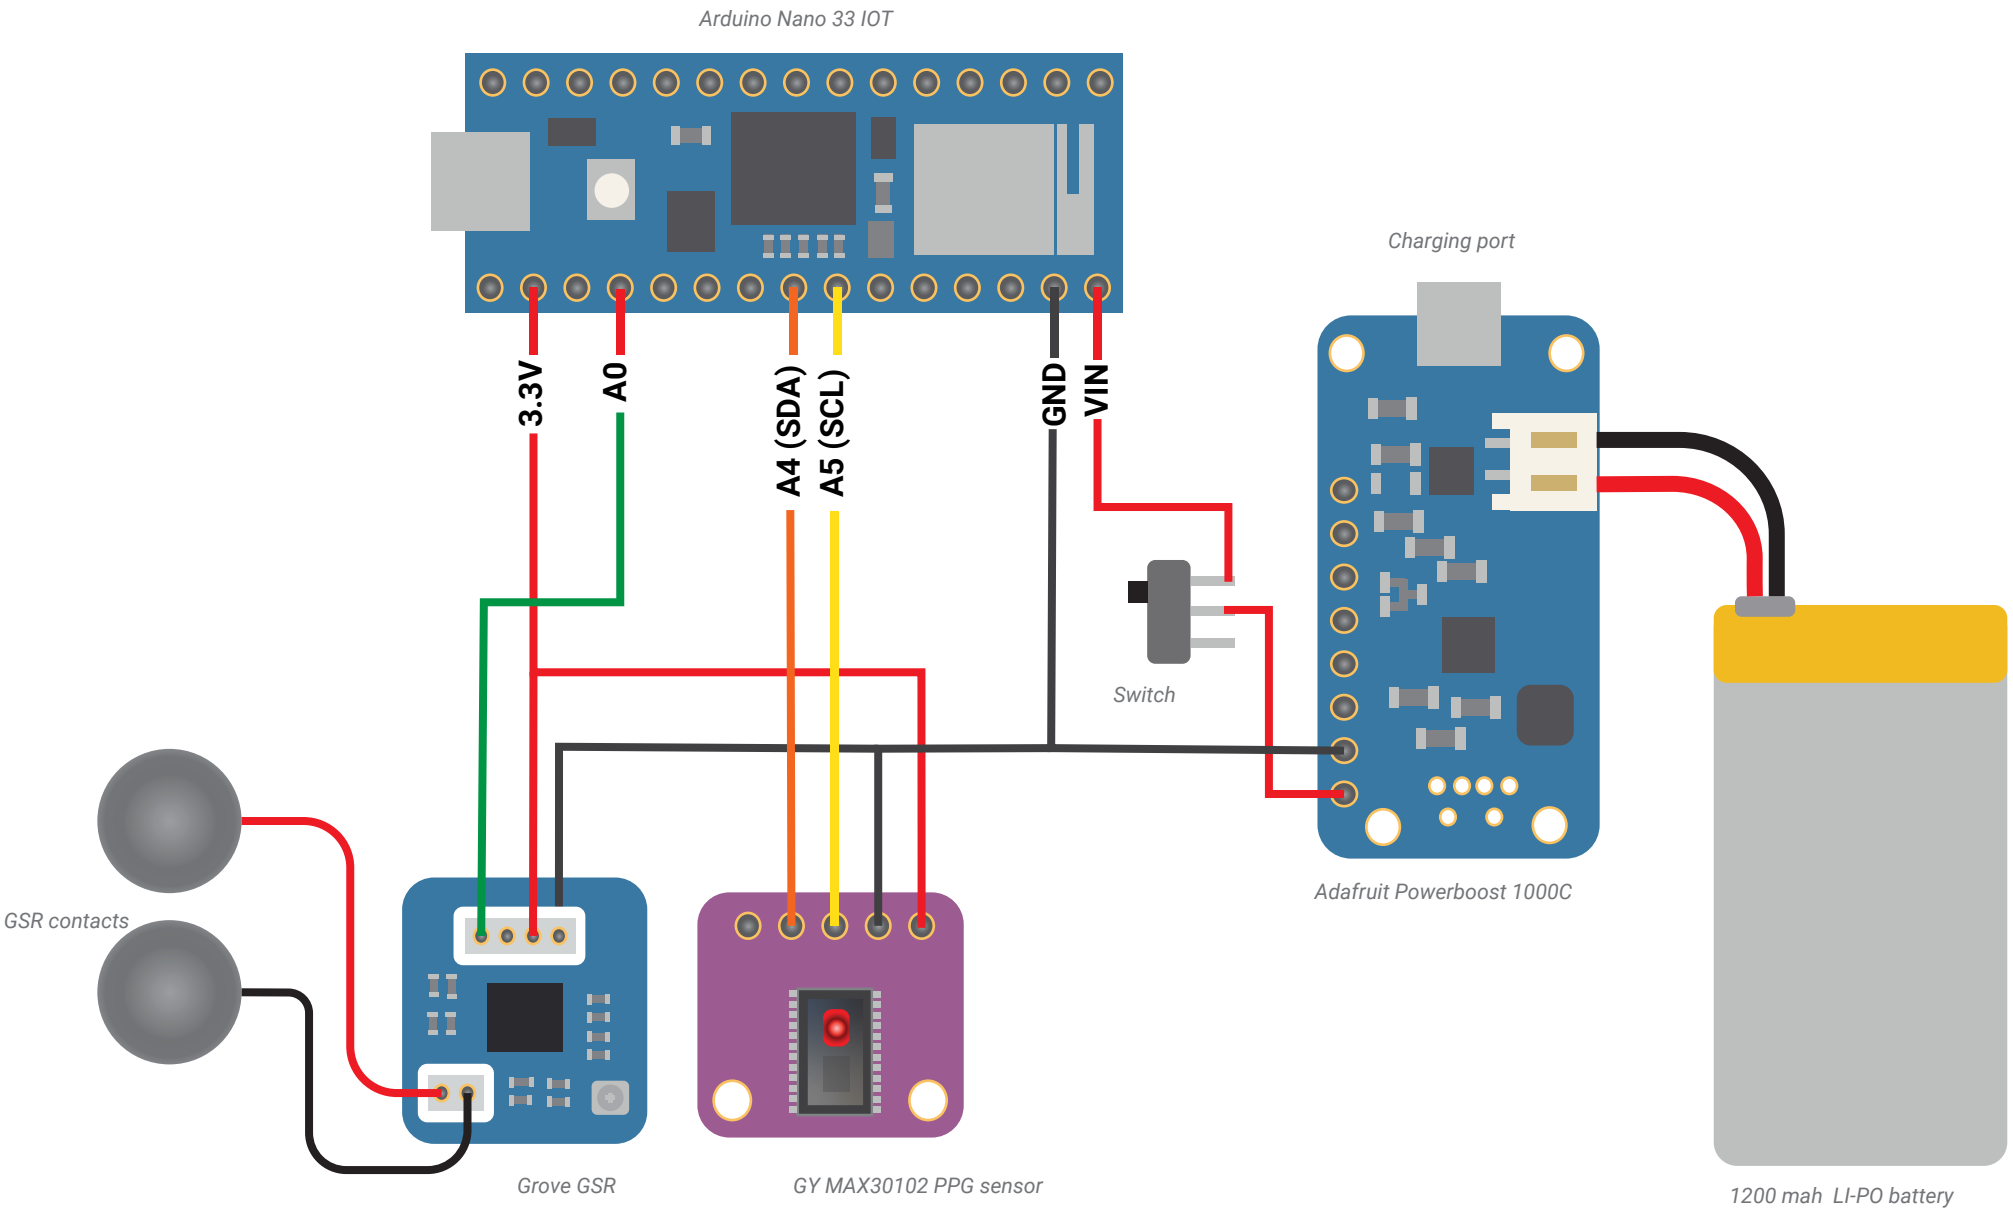 Arduino Nano 33 IOT
Charging port
3.3V
A0
A4 (SDA)
A5 (SCL)
GND
VIN
Switch
Adafruit Powerboost 1000C
GSR contacts
Grove GSR
GY MAX30102 PPG sensor
1200 mah LI-PO battery